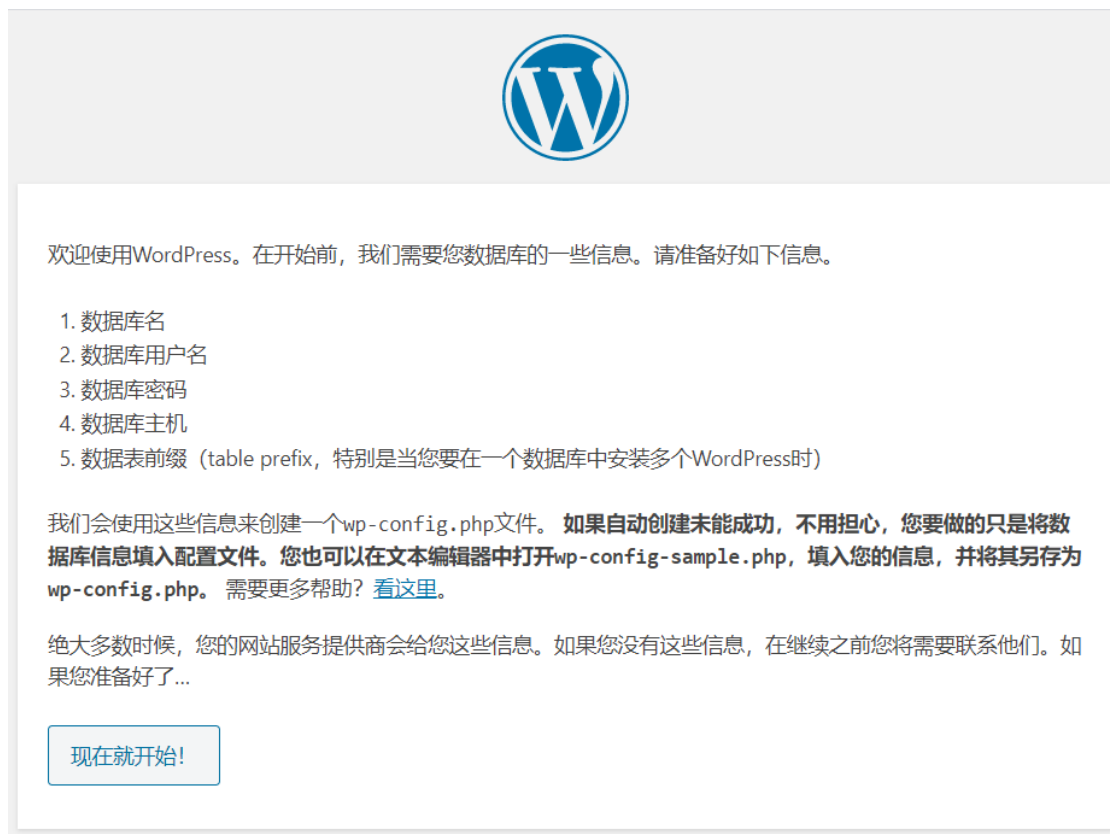 欢迎使用WordPress。在开始前，我们需要您数据库的一些信息。请准备好如下信息。
1. 数据库名
2. 数据库用户名
3. 数据库密码
4. 数据库主机
5. 数据表前缀（table prefix，特别是当您要在一个数据库中安装多个WordPress时）
我们会使用这些信息来创建一个wp-config.php文件。 如果自动创建未能成功，不用担心，您要做的只是将数
据库信息填入配置文件。您也可以在文本编辑器中打开wp-config-sample.php，填入您的信息，并将其另存为
wp-config.php。 需要更多帮助？看这里。
绝大多数时候，您的网站服务提供商会给您这些信息。如果您没有这些信息，在继续之前您将需要联系他们。如
果您准备好了...
现在就开始！